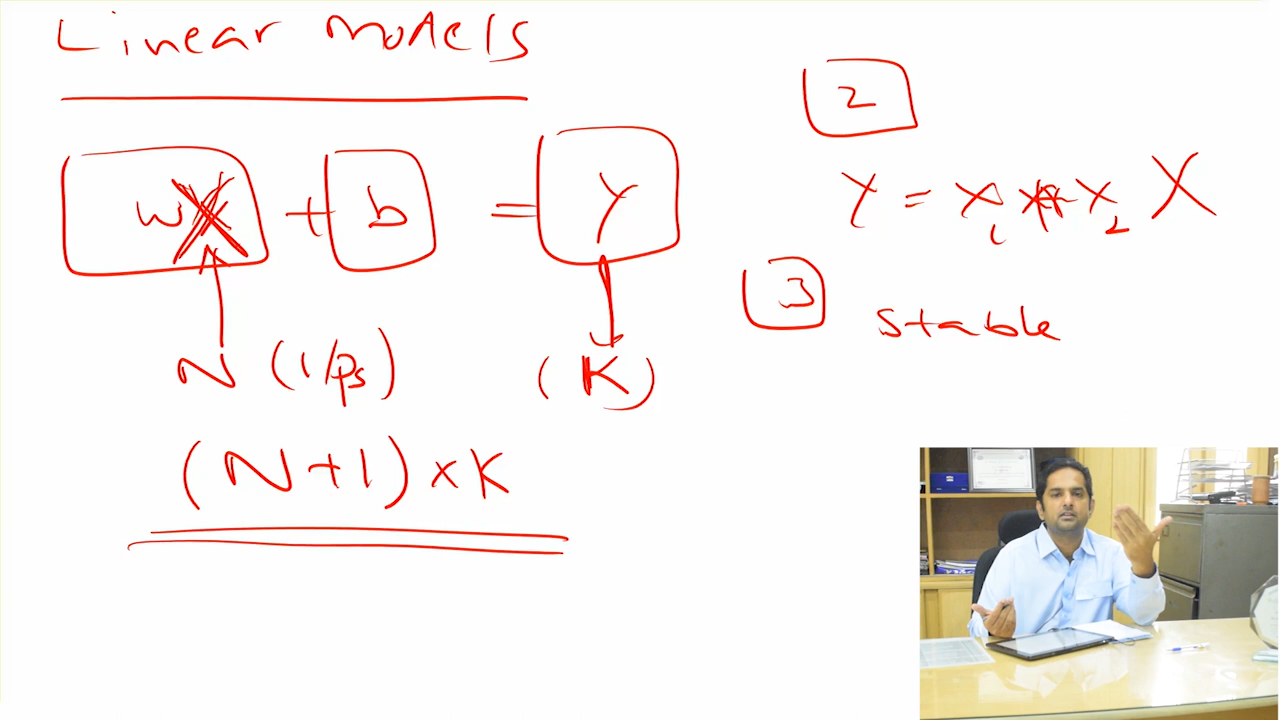 Linear Models
wX + b = Y
N (i/ps)
(K)
(N+1) x K
2
Y = X1 * X2 X
3
stable